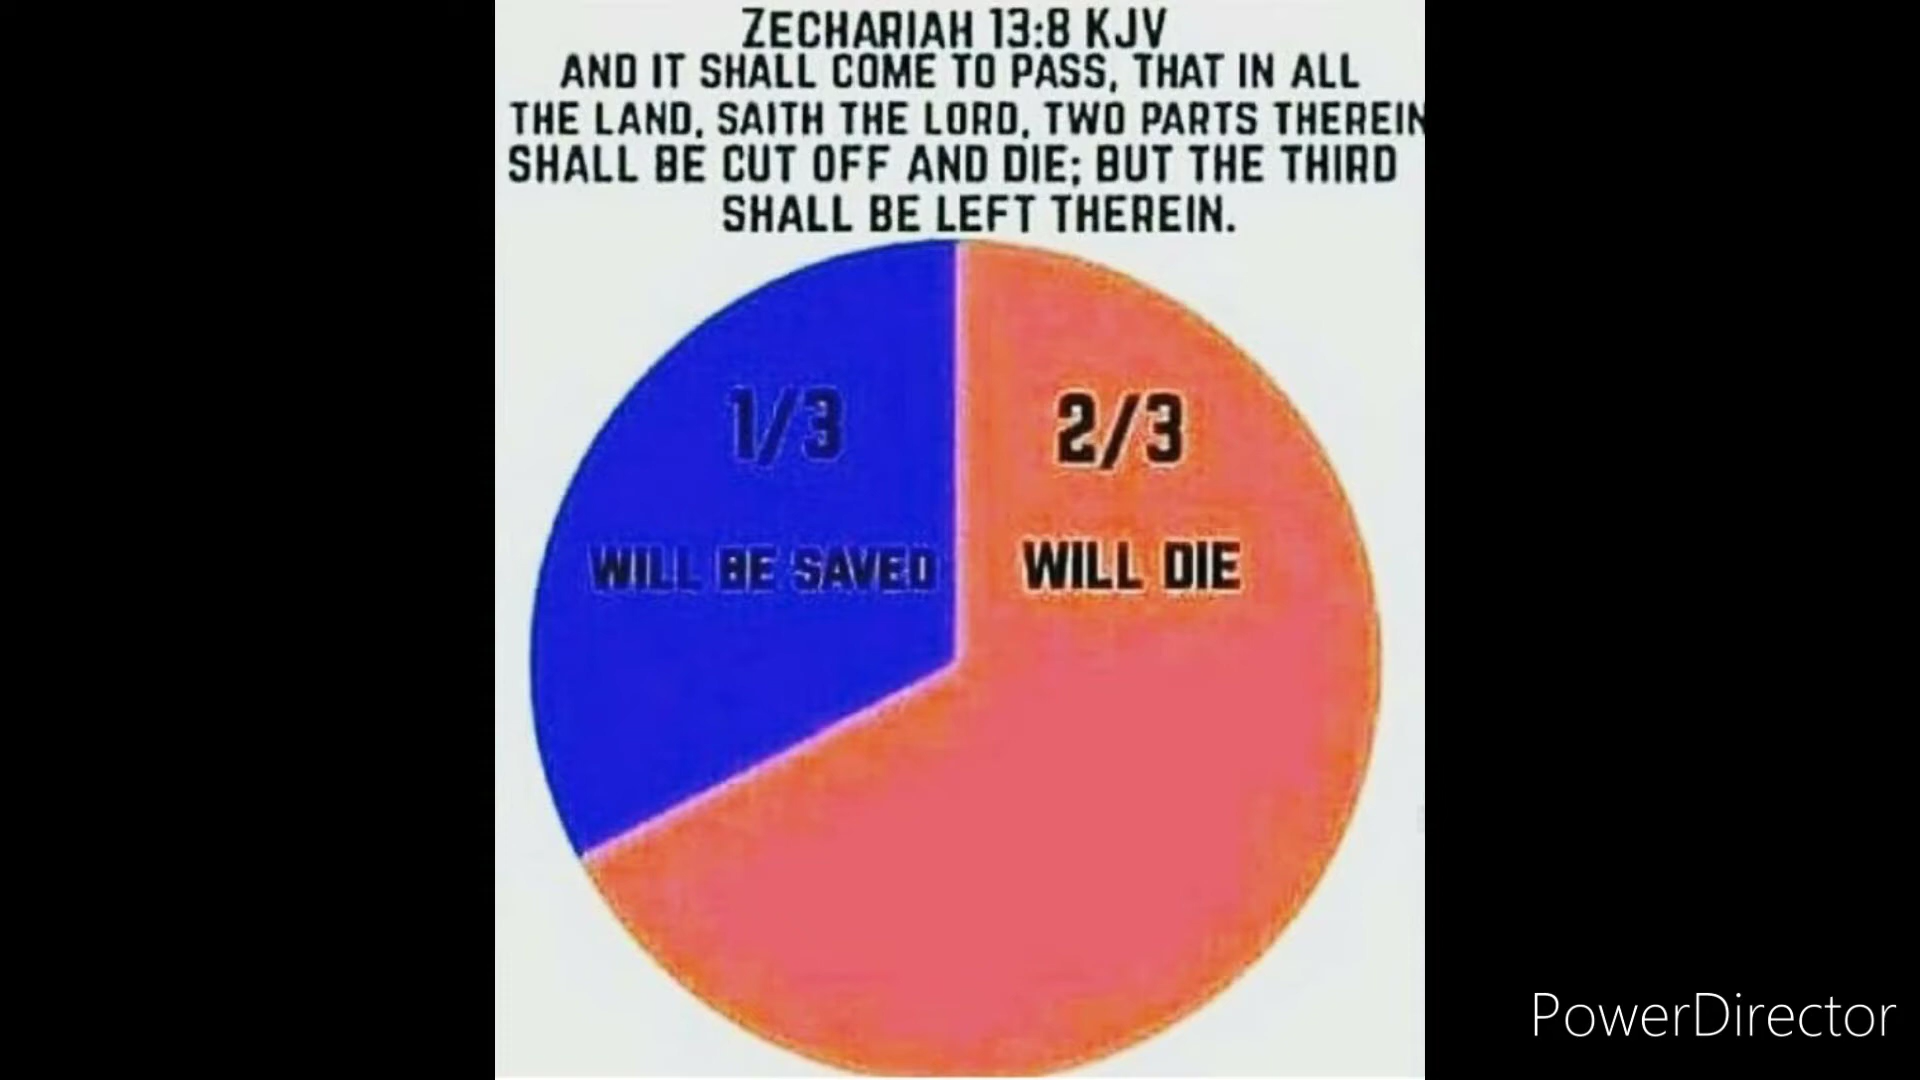 ZECHARIAH 13:8 KJV
AND IT SHALL COME TO PASS, THAT IN ALL
THE LAND, SAITH THE LORD, TWO PARTS THEREIN
SHALL BE CUT OFF AND DIE; BUT THE THIRD
SHALL BE LEFT THEREIN.
1/3
WILL BE SAVED
2/3
WILL DIE
PowerDirector